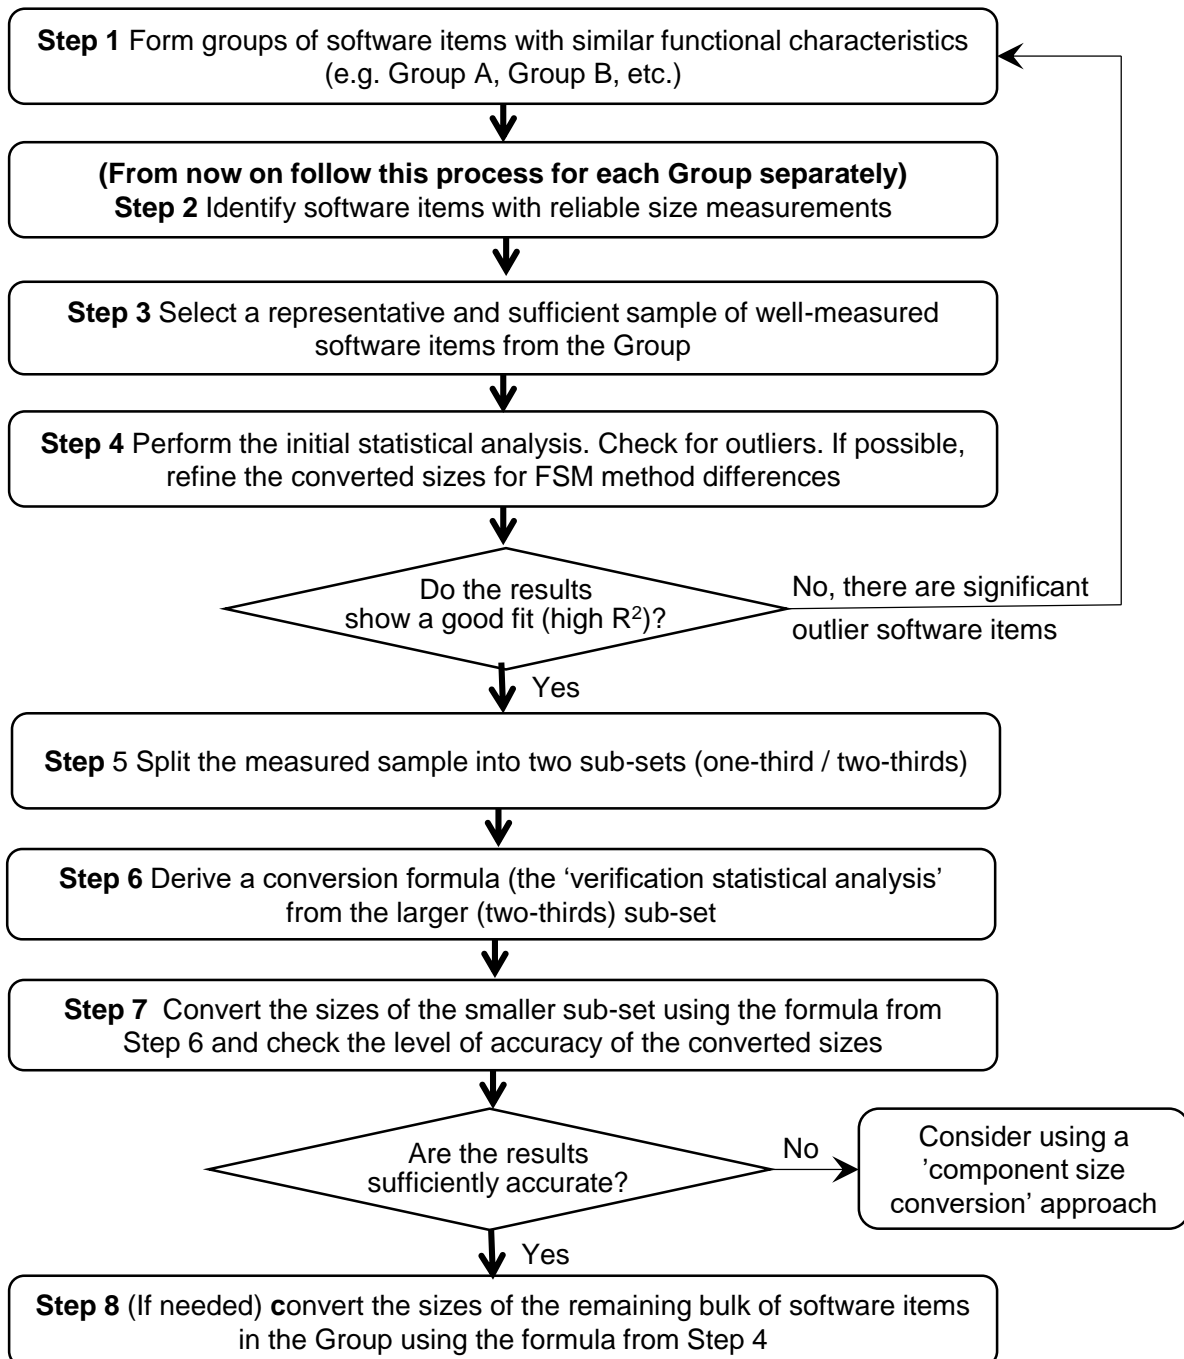 Step 1 Form groups of software items with similar functional characteristics
(e.g. Group A, Group B, etc.)
(From now on follow this process for each Group separately)
Step 2 Identify software items with reliable size measurements
Step 3 Select a representative and sufficient sample of well-measured
software items from the Group
Step 4 Perform the initial statistical analysis. Check for outliers. If possible,
refine the converted sizes for FSM method differences
Do the results
show a good fit (high R²)?
No, there are significant
outlier software items
Yes
Step 5 Split the measured sample into two sub-sets (one-third / two-thirds)
Step 6 Derive a conversion formula (the ‘verification statistical analysis’
from the larger (two-thirds) sub-set
Step 7 Convert the sizes of the smaller sub-set using the formula from
Step 6 and check the level of accuracy of the converted sizes
Are the results
sufficiently accurate?
No
Consider using a
’component size
conversion’ approach
Yes
Step 8 (If needed) convert the sizes of the remaining bulk of software items
in the Group using the formula from Step 4